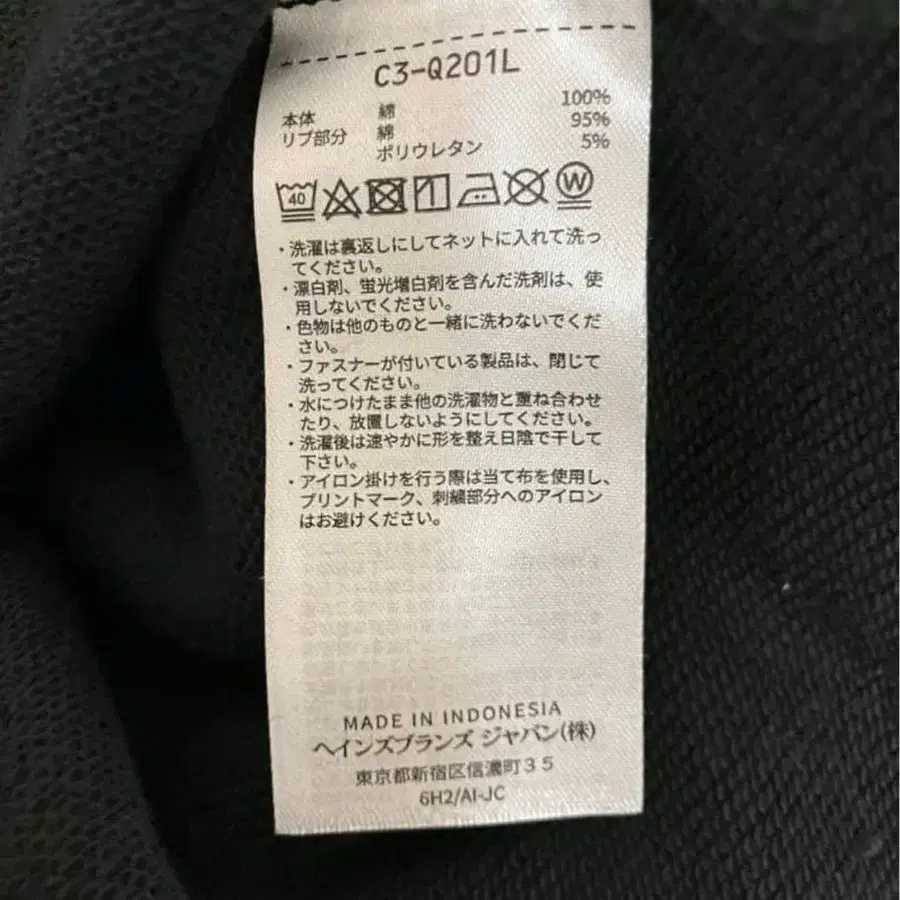 C3-Q201L
本体 綿 100%
リブ部分 綿 95%
ポリウレタン 5%
40 W
・洗濯は裏返しにしてネットに入れて洗っ
てください。
・漂白剤、蛍光増白剤を含んだ洗剤は、使
用しないでください。
・色物は他のものと一緒に洗わないでくだ
さい。
・ファスナーが付いている製品は、閉じて
洗ってください。
・水につけたまま他の洗濯物と重ね合わせ
たり、放置しないようにしてください。
・洗濯後は速やかに形を整え日陰で干して
下さい。
・アイロン掛けを行う際は当て布を使用し、
プリントマーク、刺繍部分へのアイロン
はお避けください。
MADE IN INDONESIA
ヘインズブランズ ジャパン(株)
東京都新宿区信濃町35
6H2/AI-JC